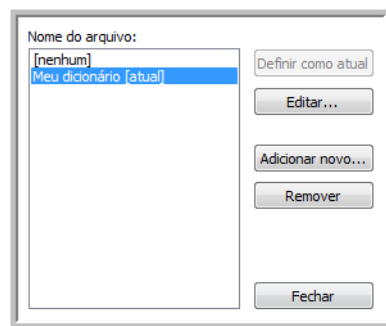 Nome do arquivo:
[nenhum]
Meu dicionário [atual]
Definir como atual
Editar...
Adicionar novo...
Remover
Fechar